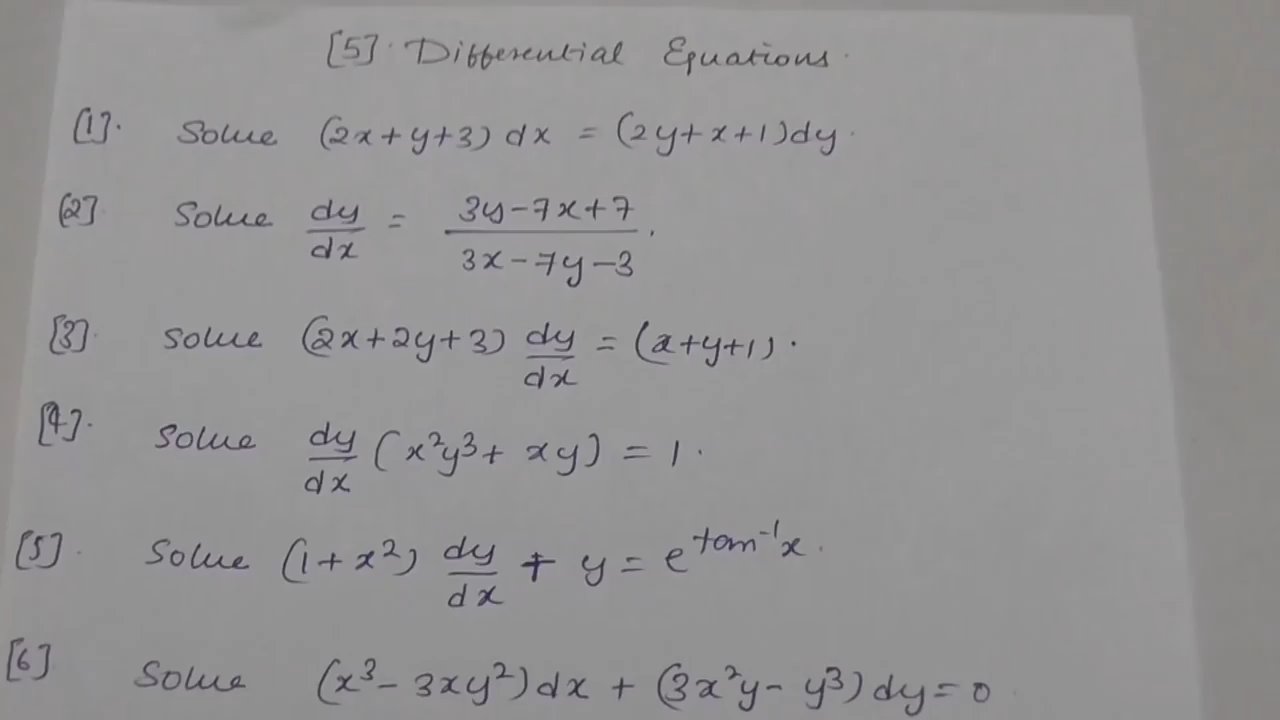 [5]. Differential Equations.
[1]. Solve (2x+y+3) dx = (2y+x+1)dy.
[2] Solve dy/dx = (3y-7x+7)/(3x-7y-3).
[3]. Solve (2x+2y+3) dy/dx = (x+y+1).
[4]. Solve dy/dx (x²y³+ xy) = 1.
[5]. Solve (1+x²) dy/dx + y = e^tan⁻¹x.
[6] Solve (x³- 3xy²)dx + (3x²y- y³)dy=0